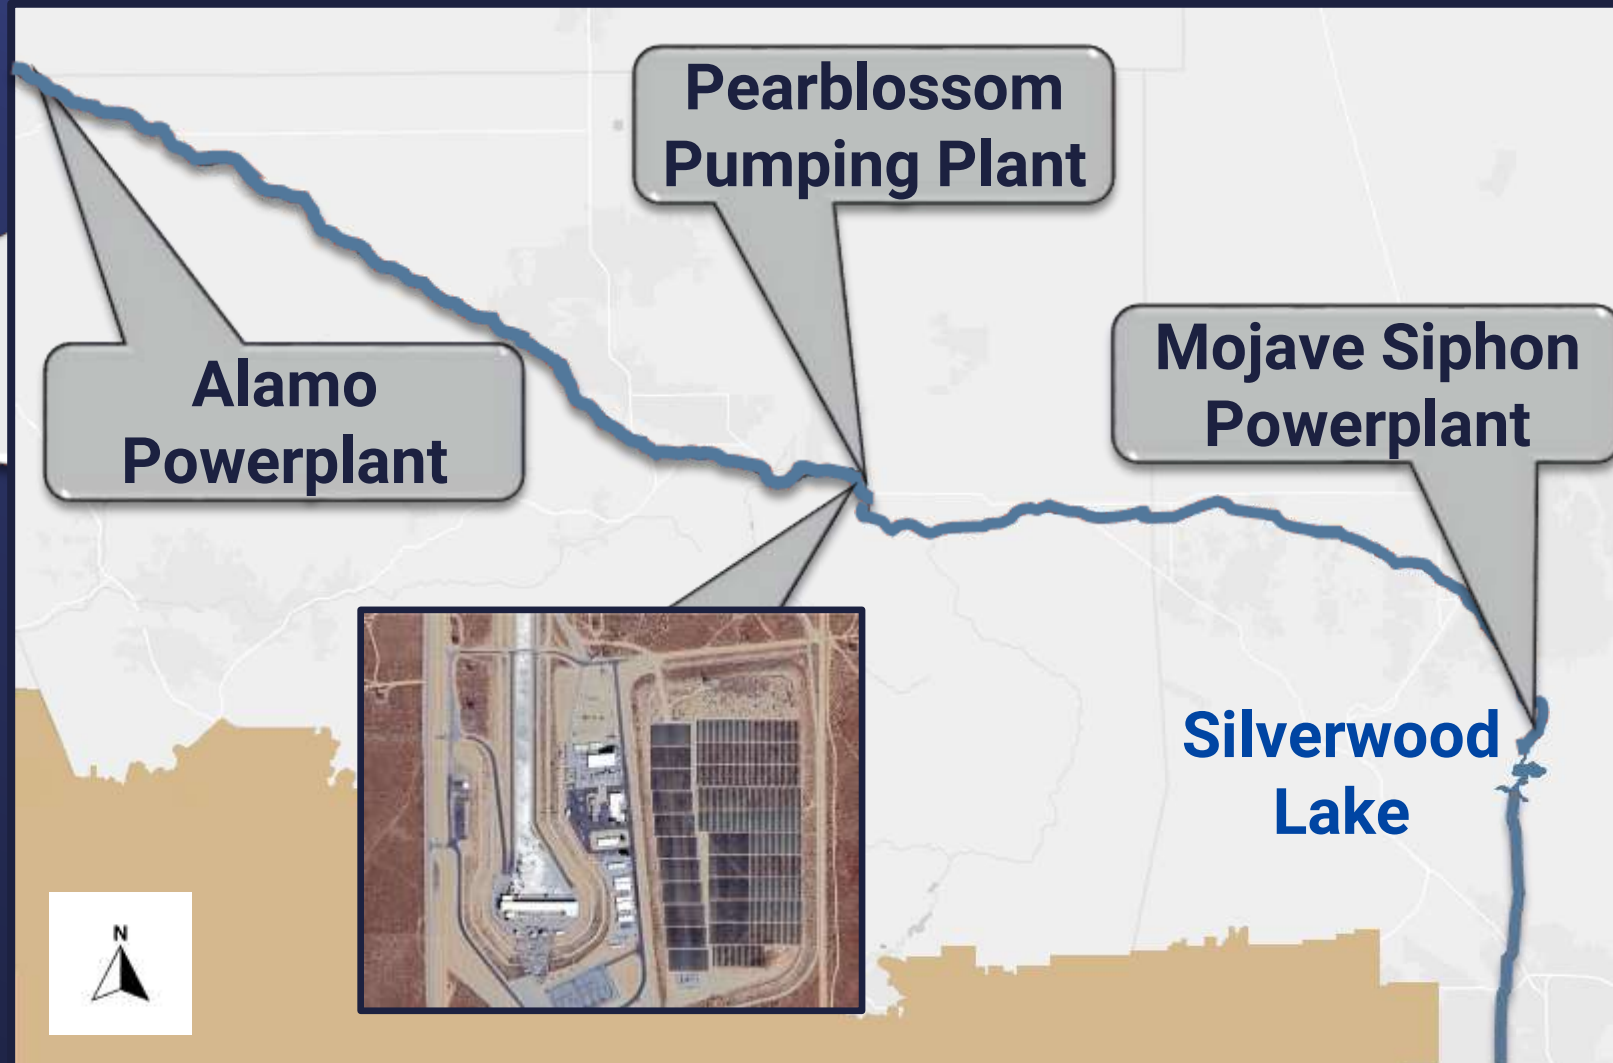 Pearblossom
Pumping Plant
Mojave Siphon
Powerplant
Alamo
Powerplant
Silverwood
Lake
N